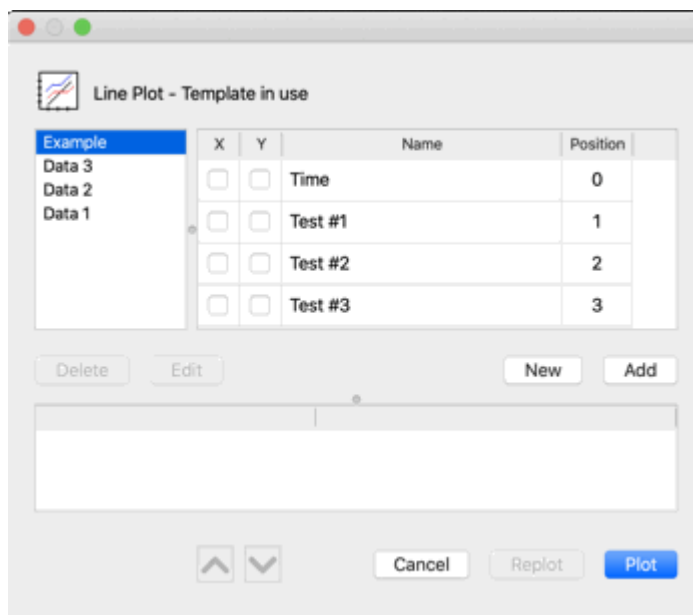 Line Plot - Template in use
Example
Data 3
Data 2
Data 1
X Y Name Position
Time 0
Test #1 1
Test #2 2
Test #3 3
Delete Edit New Add
Cancel Replot Plot